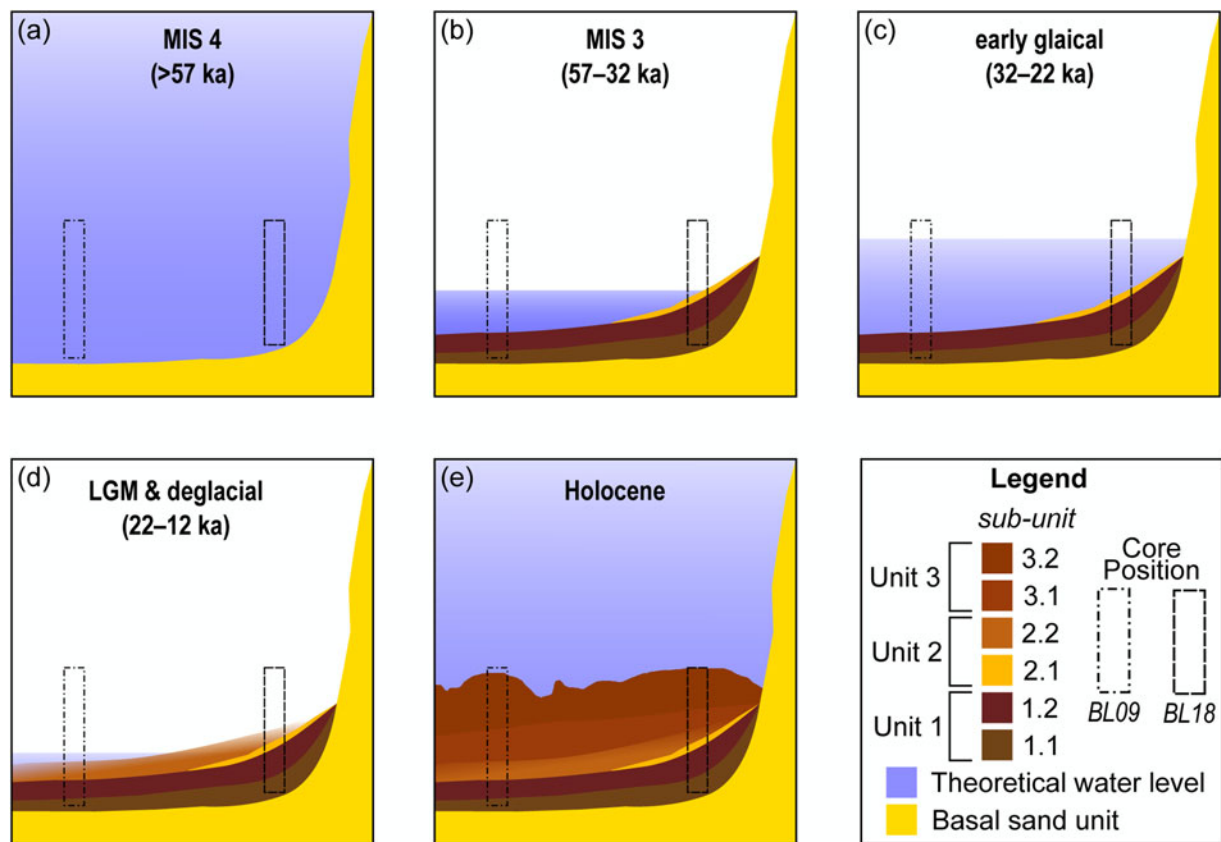 (a)
MIS 4
(>57 ka)
(b)
MIS 3
(57–32 ka)
(c)
early glaical
(32–22 ka)
(d)
LGM & deglacial
(22–12 ka)
(e)
Holocene
Legend
sub-unit
Unit 3
3.2
3.1
Unit 2
2.2
2.1
Unit 1
1.2
1.1
Core
Position
BL09
BL18
Theoretical water level
Basal sand unit